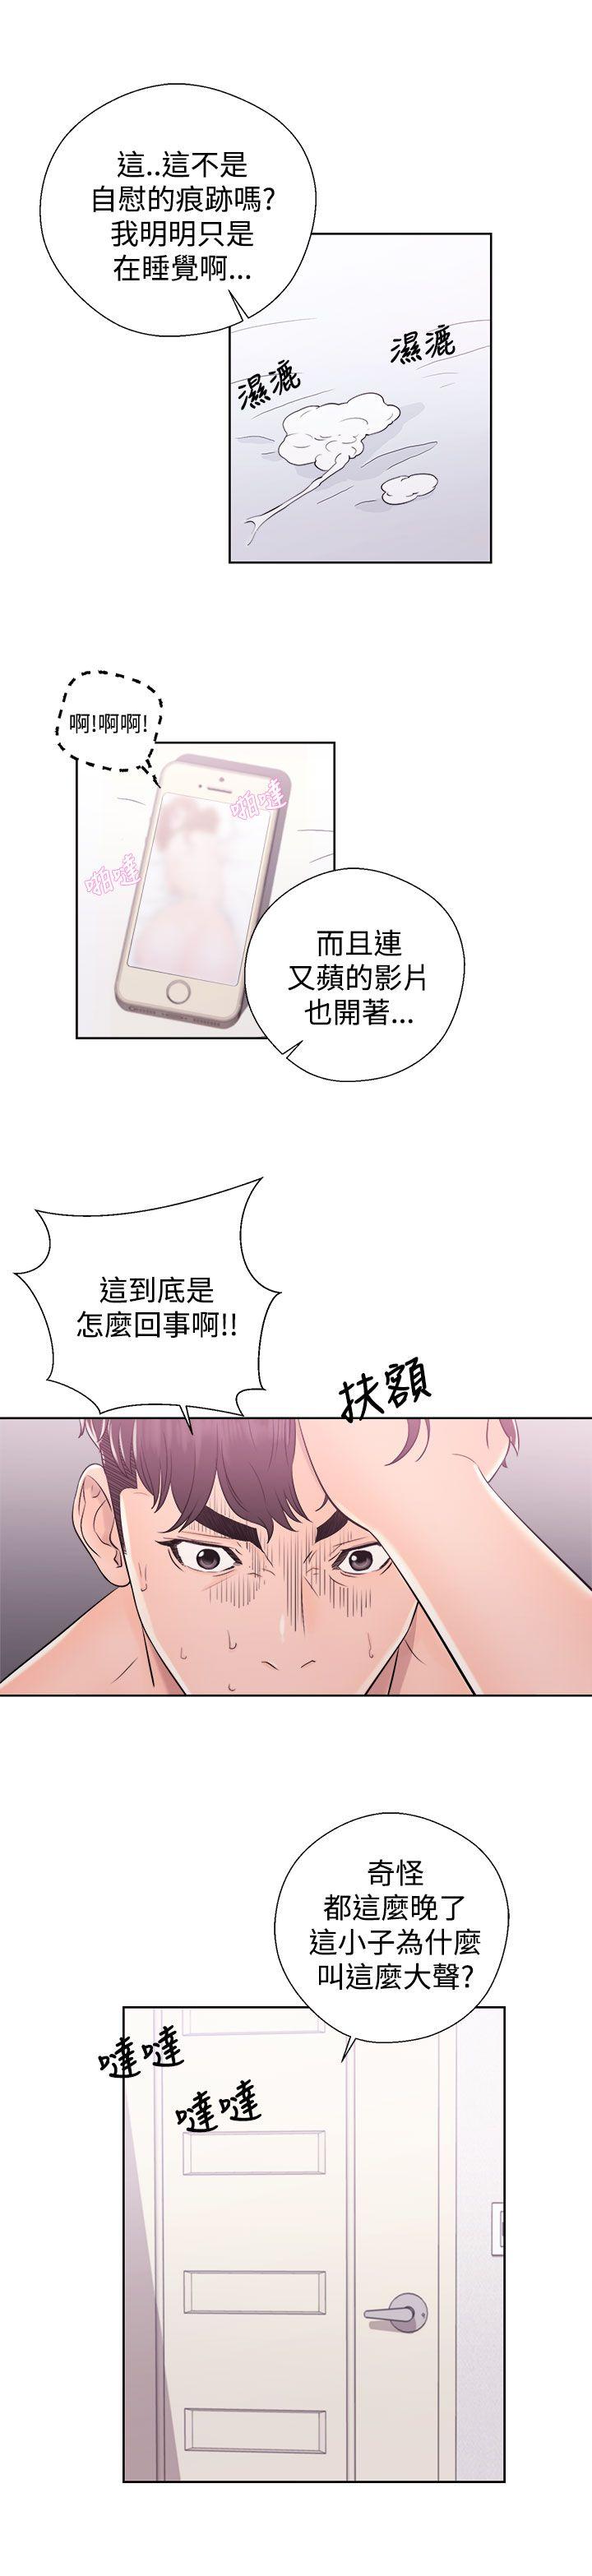 這..這不是
自慰的痕跡嗎?
我明明只是
在睡覺啊...
濕漉
濕漉
啊!啊啊!
啪噠
啪噠
而且連
又蘋的影片
也開著...
這到底是
怎麼回事啊!!
扶額
奇怪
都這麼晚了
這小子為什麼
叫這麼大聲?
噠噠
噠噠